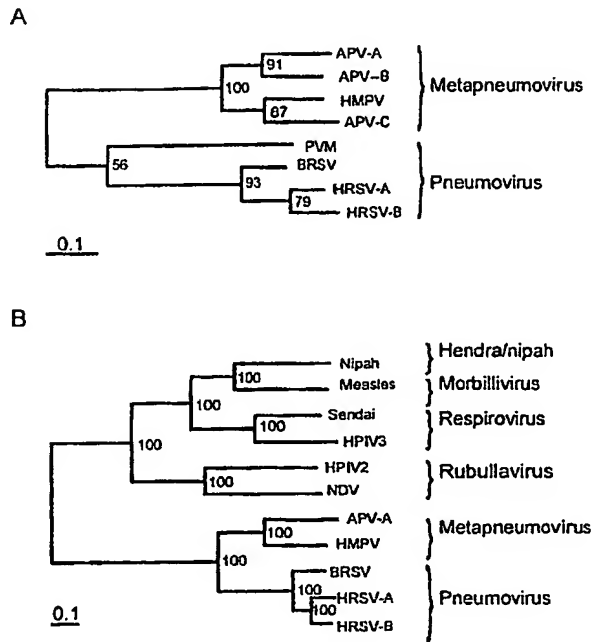 A
APV-A
91
APV-B
Metapneumovirus
100
HMPV
87
APV-C
PVM
56
BRSV
93
Pneumovirus
HRSV-A
79
HRSV-B
0.1
B
Hendra/nipah
Nipah
100
Measles
Morbillivirus
100
Sendai
Respirovirus
100
HPIV3
100
HPIV2
Rubullavirus
100
NDV
APV-A
Metapneumovirus
100
HMPV
100
BRSV
100
HRSV-A
Pneumovirus
100
HRSV-B
0.1